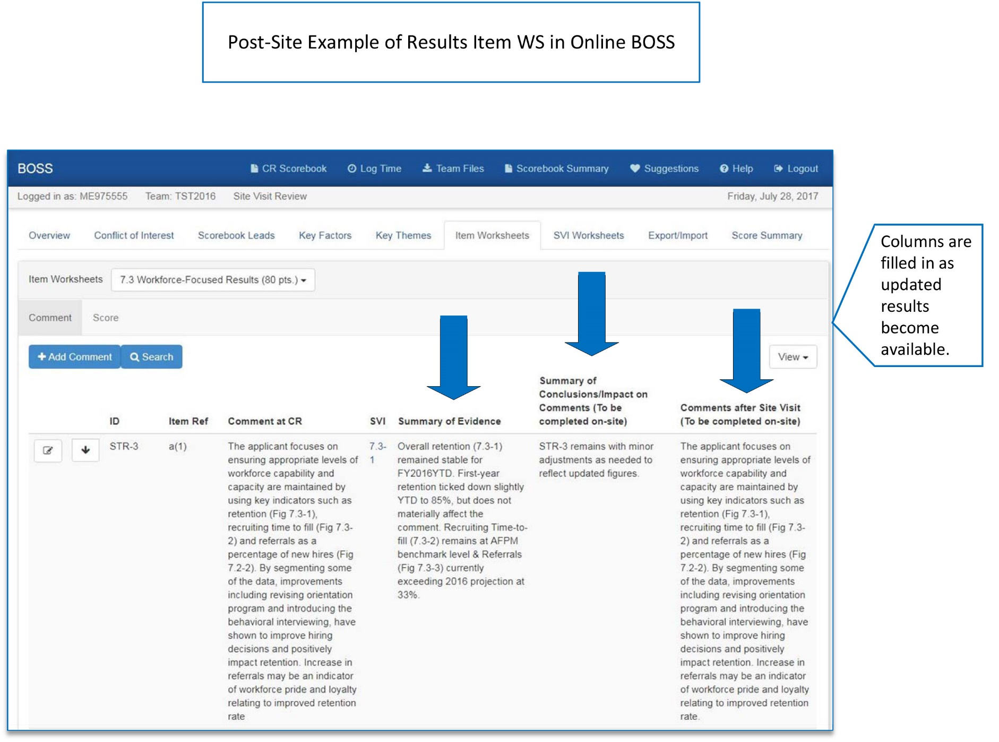 Post-Site Example of Results Item WS in Online BOSS
BOSS
CR Scorebook
Log Time
Team Files
Scorebook Summary
Suggestions
Help
Logout
Logged in as: ME975555
Team: TST2016
Site Visit Review
Friday, July 28, 2017
Overview
Conflict of Interest
Scorebook Leads
Key Factors
Key Themes
Item Worksheets
SVI Worksheets
Export/Import
Score Summary
Columns are
filled in as
updated
results
become
available.
Item Worksheets
7.3 Workforce-Focused Results (80 pts.)
Comment
Score
Add Comment
Search
View
ID
Item Ref
Comment at CR
SVI
Summary of Evidence
Summary of
Conclusions/Impact on
Comments (To be
completed on-site)
Comments after Site Visit
(To be completed on-site)
STR-3
a(1)
The applicant focuses on
ensuring appropriate levels of
workforce capability and
capacity are maintained by
using key indicators such as
retention (Fig 7.3-1),
recruiting time to fill (Fig 7.3-
2) and referrals as a
percentage of new hires (Fig
7.2-2). By segmenting some
of the data, improvements
including revising orientation
program and introducing the
behavioral interviewing, have
shown to improve hiring
decisions and positively
impact retention. Increase in
referrals may be an indicator
of workforce pride and loyalty
relating to improved retention
rate
7.3-
1
Overall retention (7.3-1)
remained stable for
FY2016YTD. First-year
retention ticked down slightly
YTD to 85%, but does not
materially affect the
comment. Recruiting Time-to-
fill (7.3-2) remains at AFPM
benchmark level & Referrals
(Fig 7.3-3) currently
exceeding 2016 projection at
33%.
STR-3 remains with minor
adjustments as needed to
reflect updated figures.
The applicant focuses on
ensuring appropriate levels of
workforce capability and
capacity are maintained by
using key indicators such as
retention (Fig 7.3-1),
recruiting time to fill (Fig 7.3-
2) and referrals as a
percentage of new hires (Fig
7.2-2). By segmenting some
of the data, improvements
including revising orientation
program and introducing the
behavioral interviewing, have
shown to improve hiring
decisions and positively
impact retention. Increase in
referrals may be an indicator
of workforce pride and loyalty
relating to improved retention
rate.